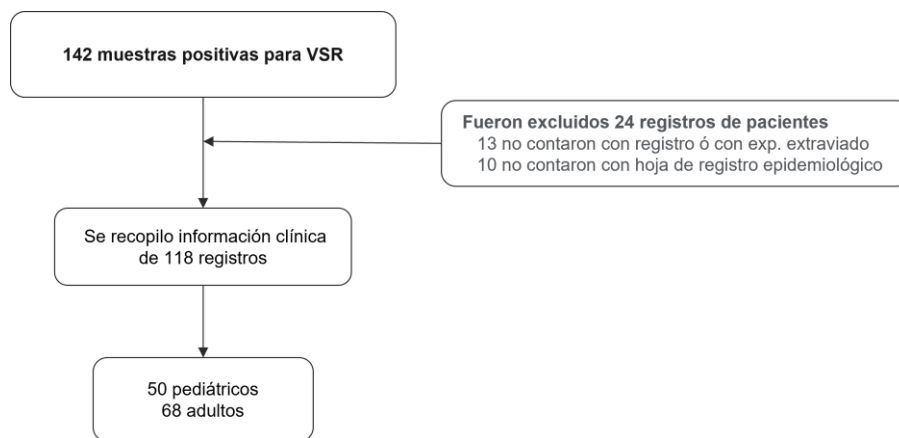 142 muestras positivas para VSR
Fueron excluidos 24 registros de pacientes
13 no contaron con registro ó con exp. extraviado
10 no contaron con hoja de registro epidemiológico
Se recopilo información clínica
de 118 registros
50 pediátricos
68 adultos